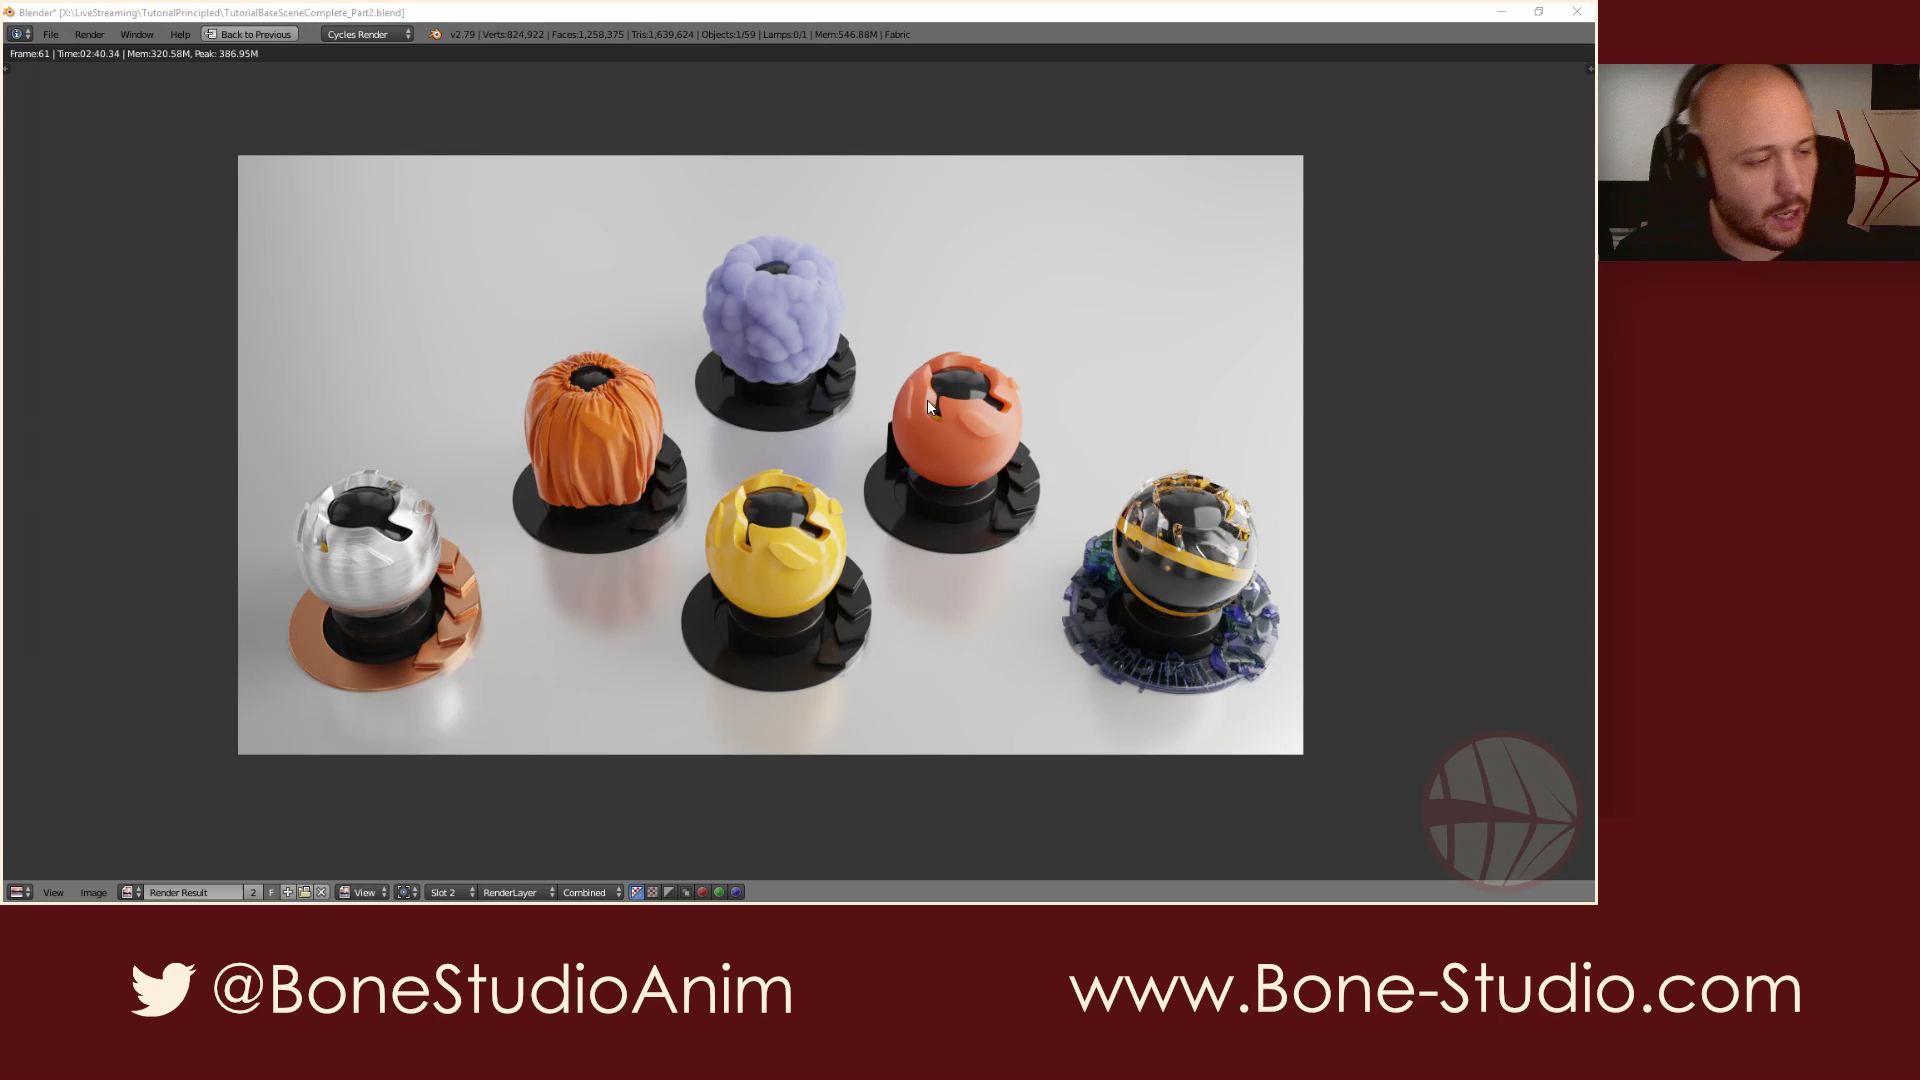 Blender* [X:\LiveStreaming\TutorialPrincipled\TutorialBaseSceneComplete_Part2.blend]
File Render Window Help Back to Previous Cycles Render v2.79 | Verts:824,922 | Faces:1,258,375 | Tris:1,639,624 | Objects:1/59 | Lamps:0/1 | Mem:546.88M | Fabric
Frame:61 | Time:02:40.34 | Mem:320.58M, Peak: 386.95M
View Image Render Result 2 F View Slot 2 RenderLayer Combined
@BoneStudioAnim www.Bone-Studio.com